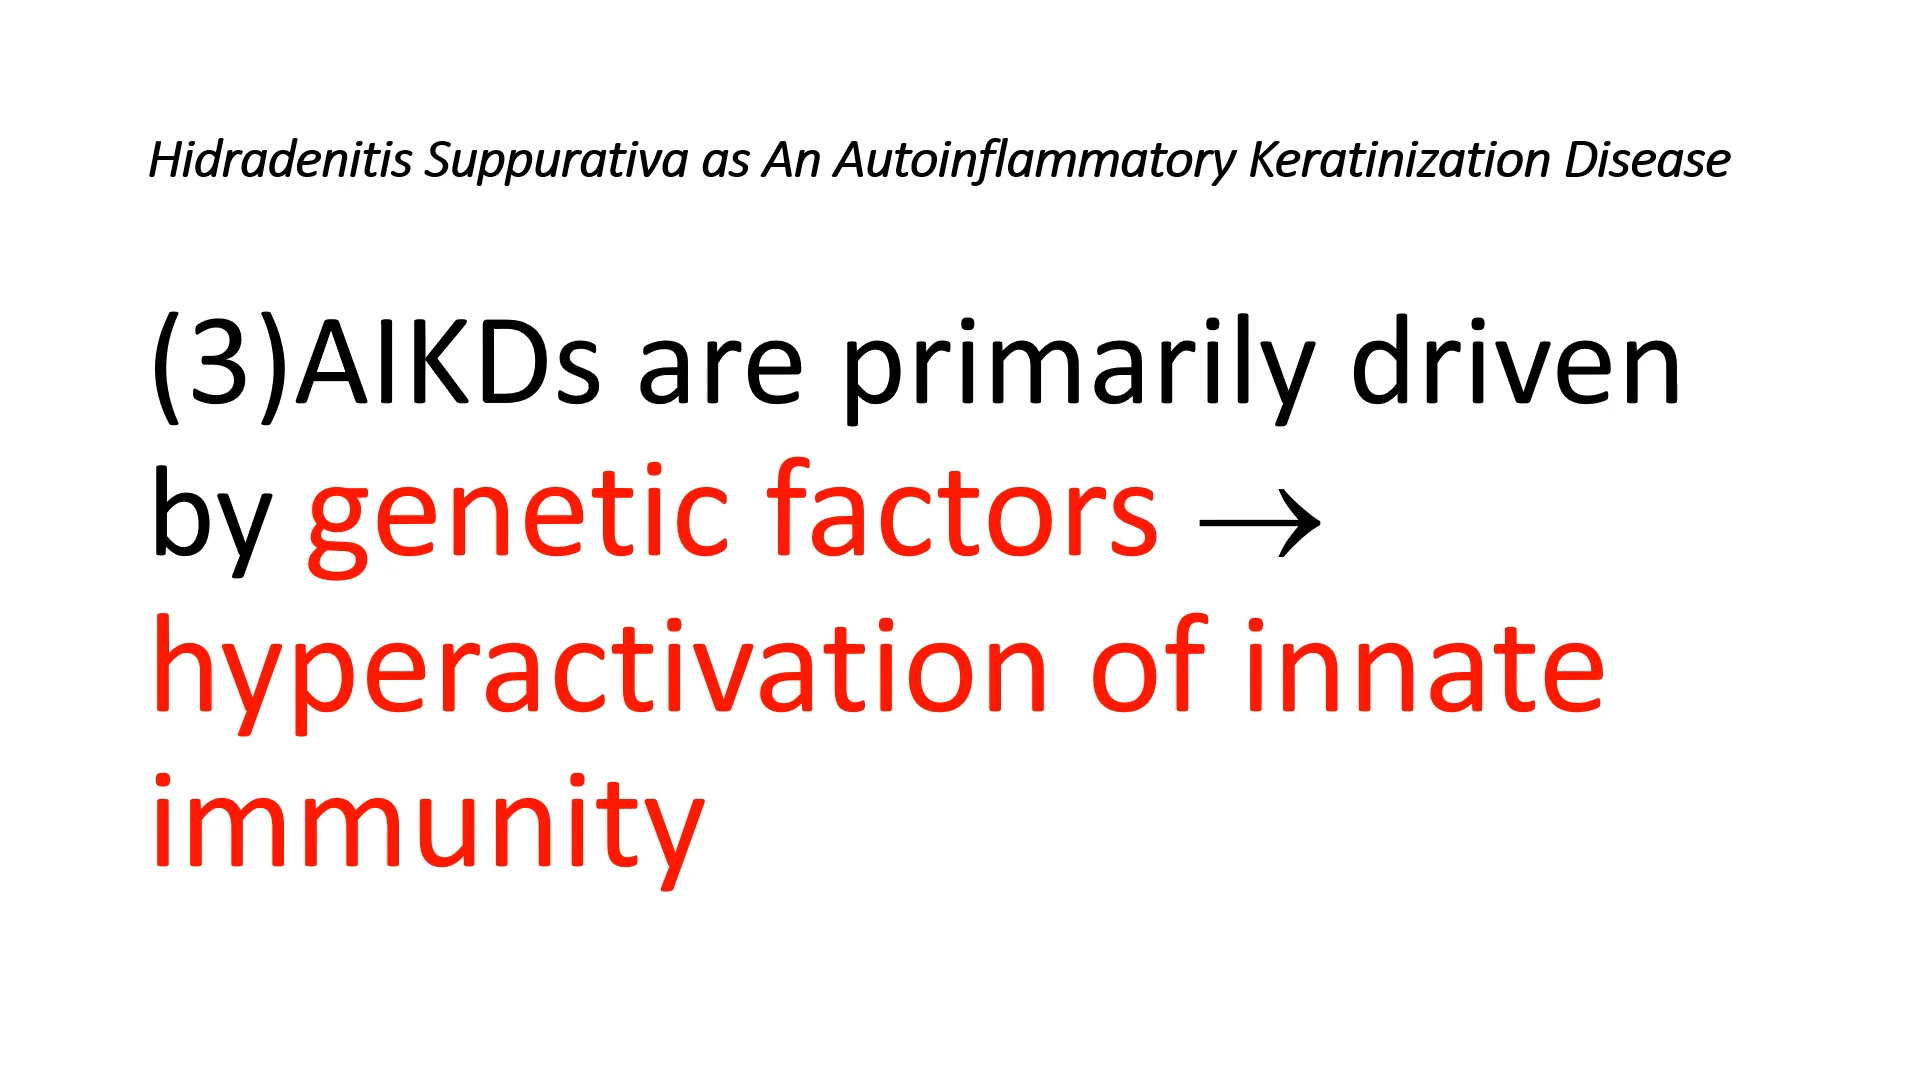 Hidradenitis Suppurativa as An Autoinflammatory Keratinization Disease
(3)AIKDs are primarily driven
by genetic factors →
hyperactivation of innate
immunity